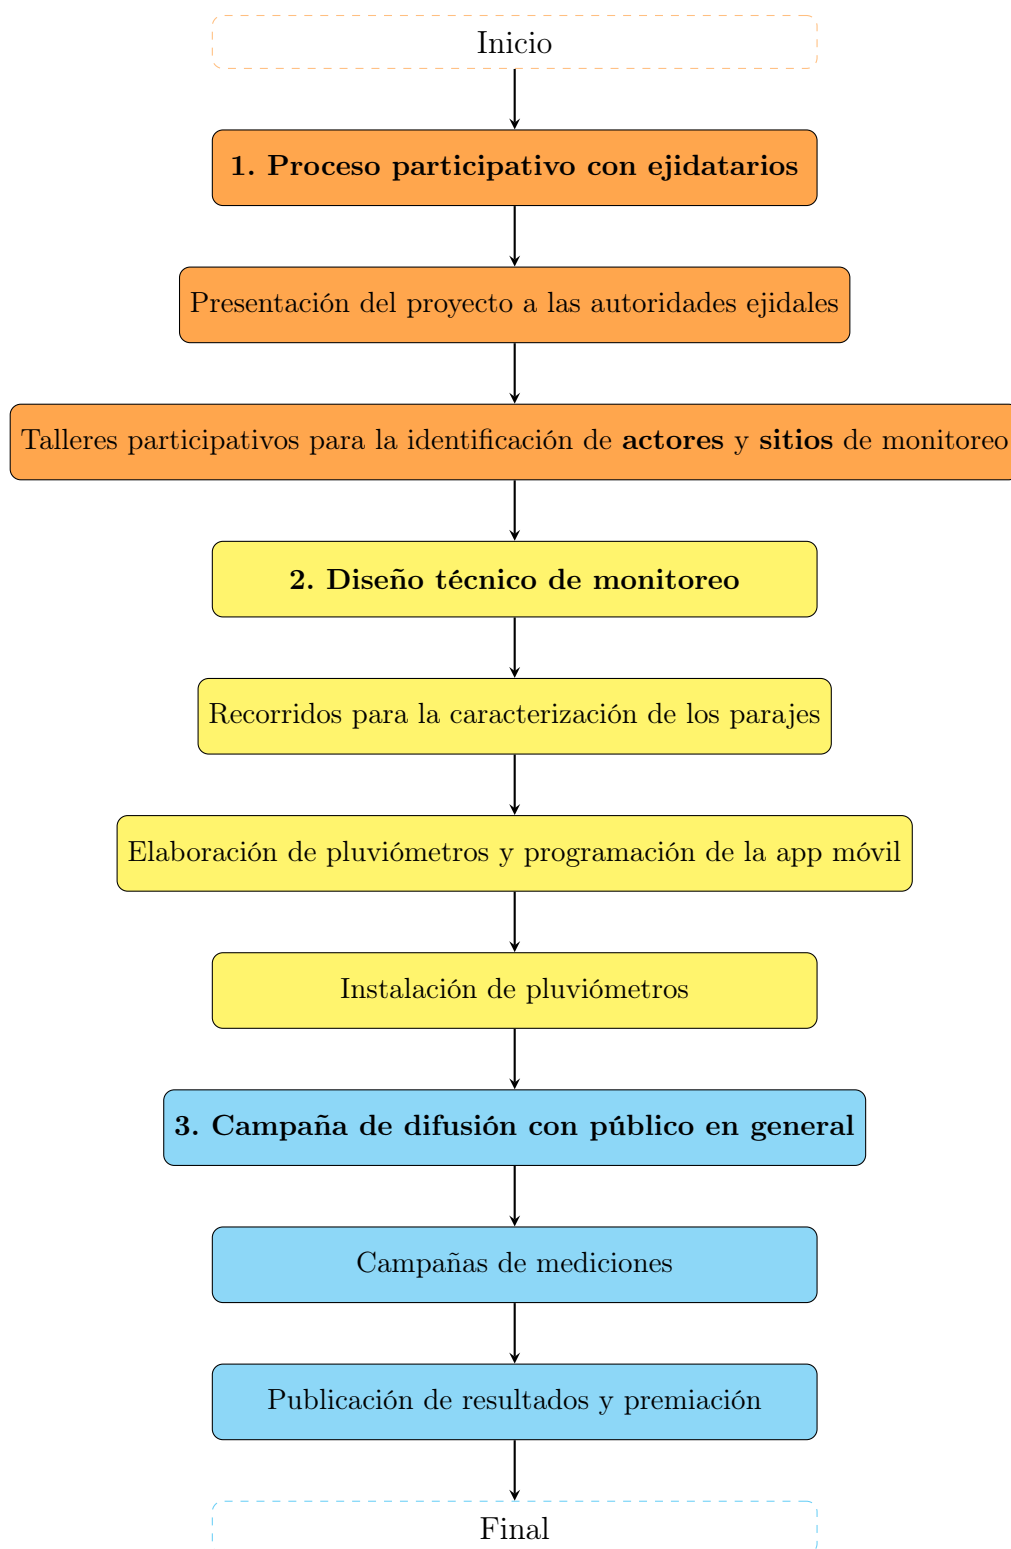 Inicio
1. Proceso participativo con ejidatarios
Presentación del proyecto a las autoridades ejidales
Talleres participativos para la identificación de actores y sitios de monitoreo
2. Diseño técnico de monitoreo
Recorridos para la caracterización de los parajes
Elaboración de pluviómetros y programación de la app móvil
Instalación de pluviómetros
3. Campaña de difusión con público en general
Campañas de mediciones
Publicación de resultados y premiación
Final